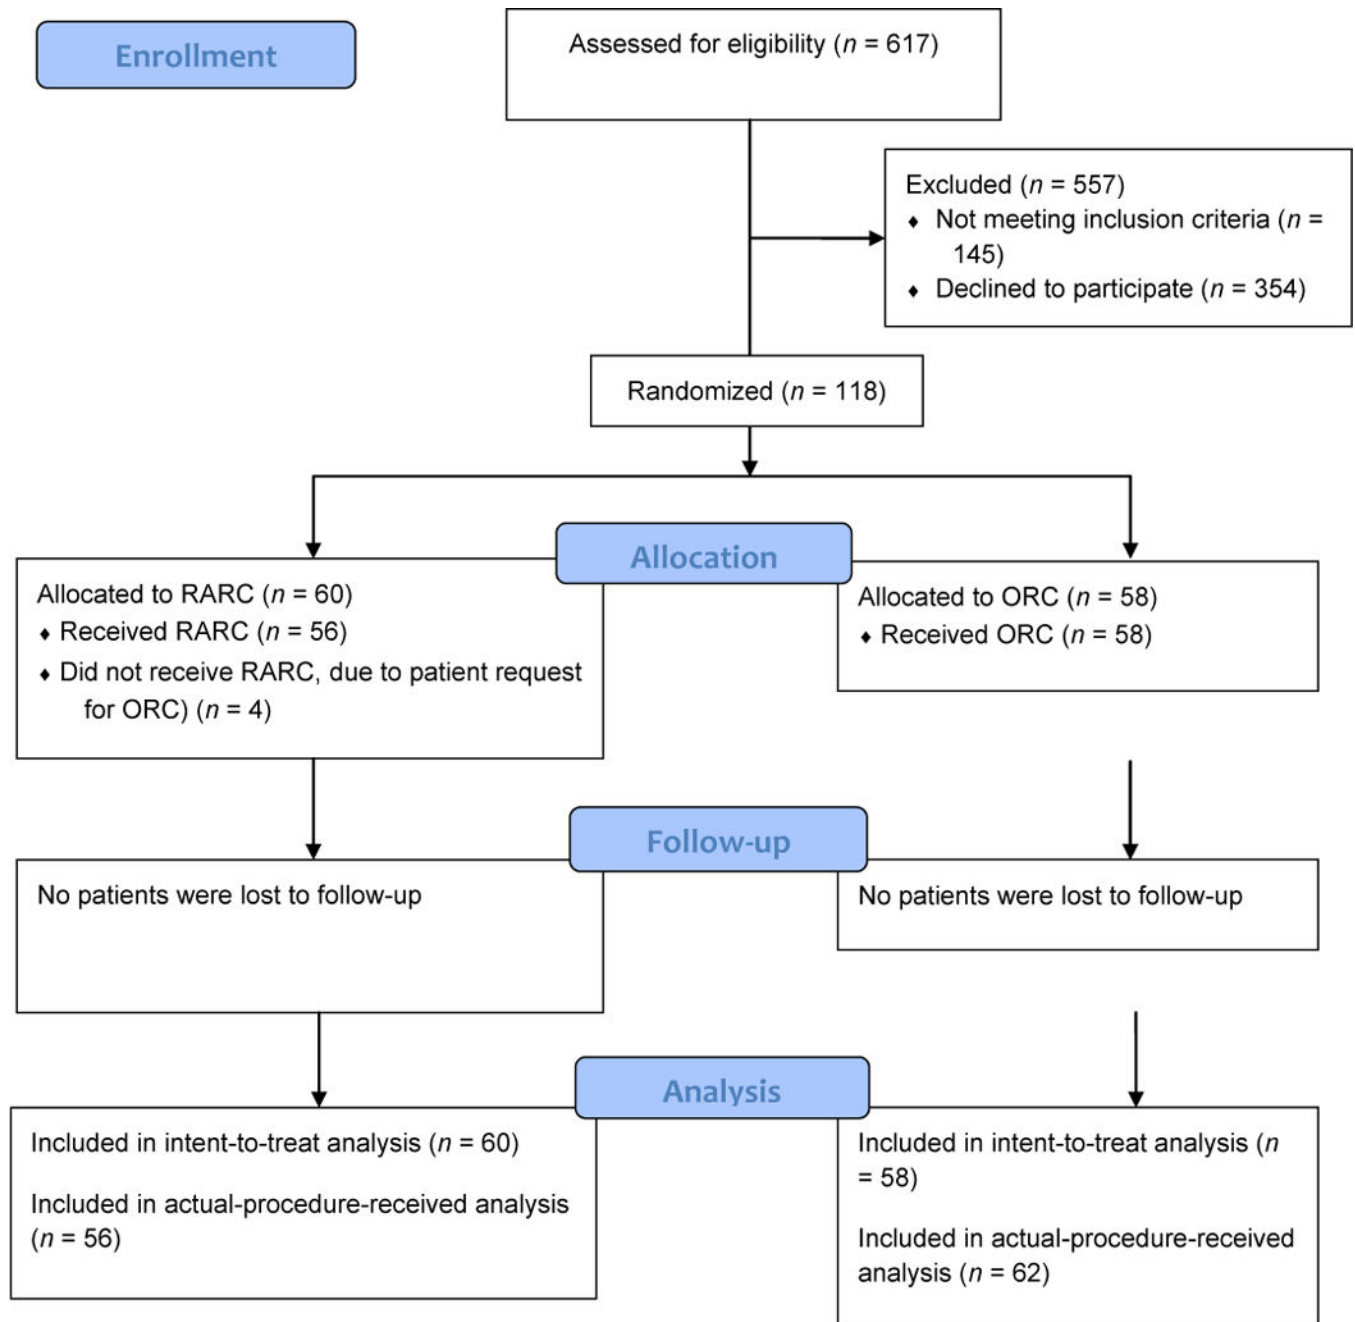 Enrollment
Assessed for eligibility (n = 617)
Excluded (n = 557)
♦ Not meeting inclusion criteria (n =
145)
♦ Declined to participate (n = 354)
Randomized (n = 118)
Allocation
Allocated to RARC (n = 60)
♦ Received RARC (n = 56)
♦ Did not receive RARC, due to patient request
for ORC) (n = 4)
Allocated to ORC (n = 58)
♦ Received ORC (n = 58)
Follow-up
No patients were lost to follow-up
No patients were lost to follow-up
Analysis
Included in intent-to-treat analysis (n = 60)
Included in actual-procedure-received analysis
(n = 56)
Included in intent-to-treat analysis (n
= 58)
Included in actual-procedure-received
analysis (n = 62)